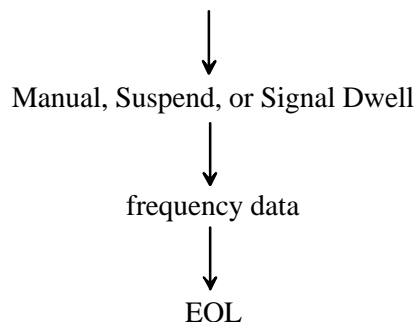 Manual, Suspend, or Signal Dwell
frequency data
EOL